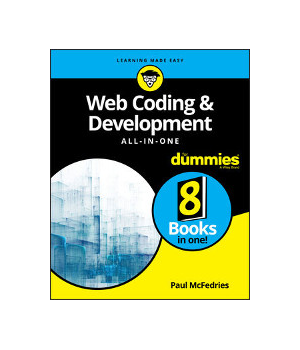 LEARNING MADE EASY
Web Coding &
Development
ALL-IN-ONE
for
dummies
A Wiley Brand
8
Books
in one!
Paul McFedries